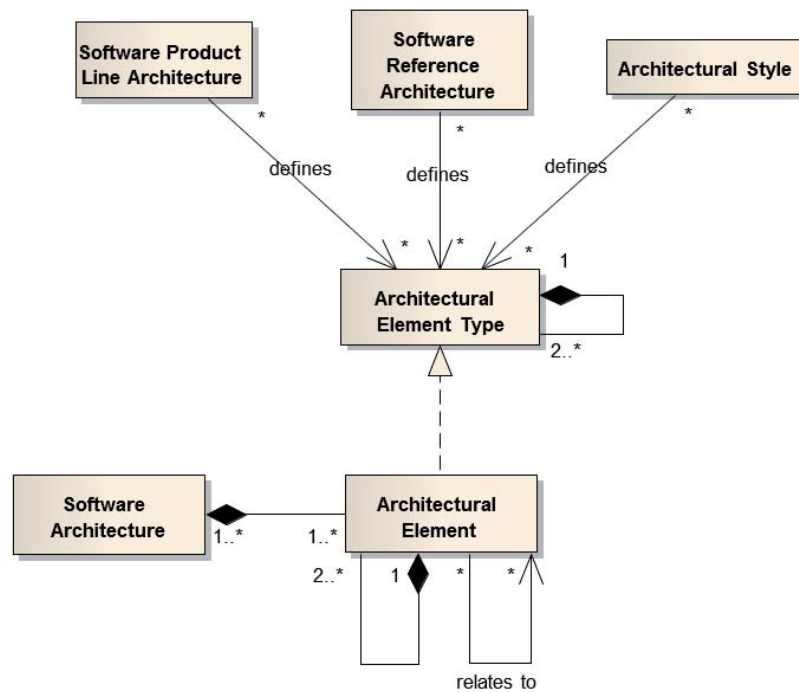 Software Product
Line Architecture
Software
Reference
Architecture
Architectural Style
*
*
*
defines
defines
defines
*
*
*
1
Architectural
Element Type
2..*
Software
Architecture
1..*
1..*
Architectural
Element
2..*
1
*
*
relates to